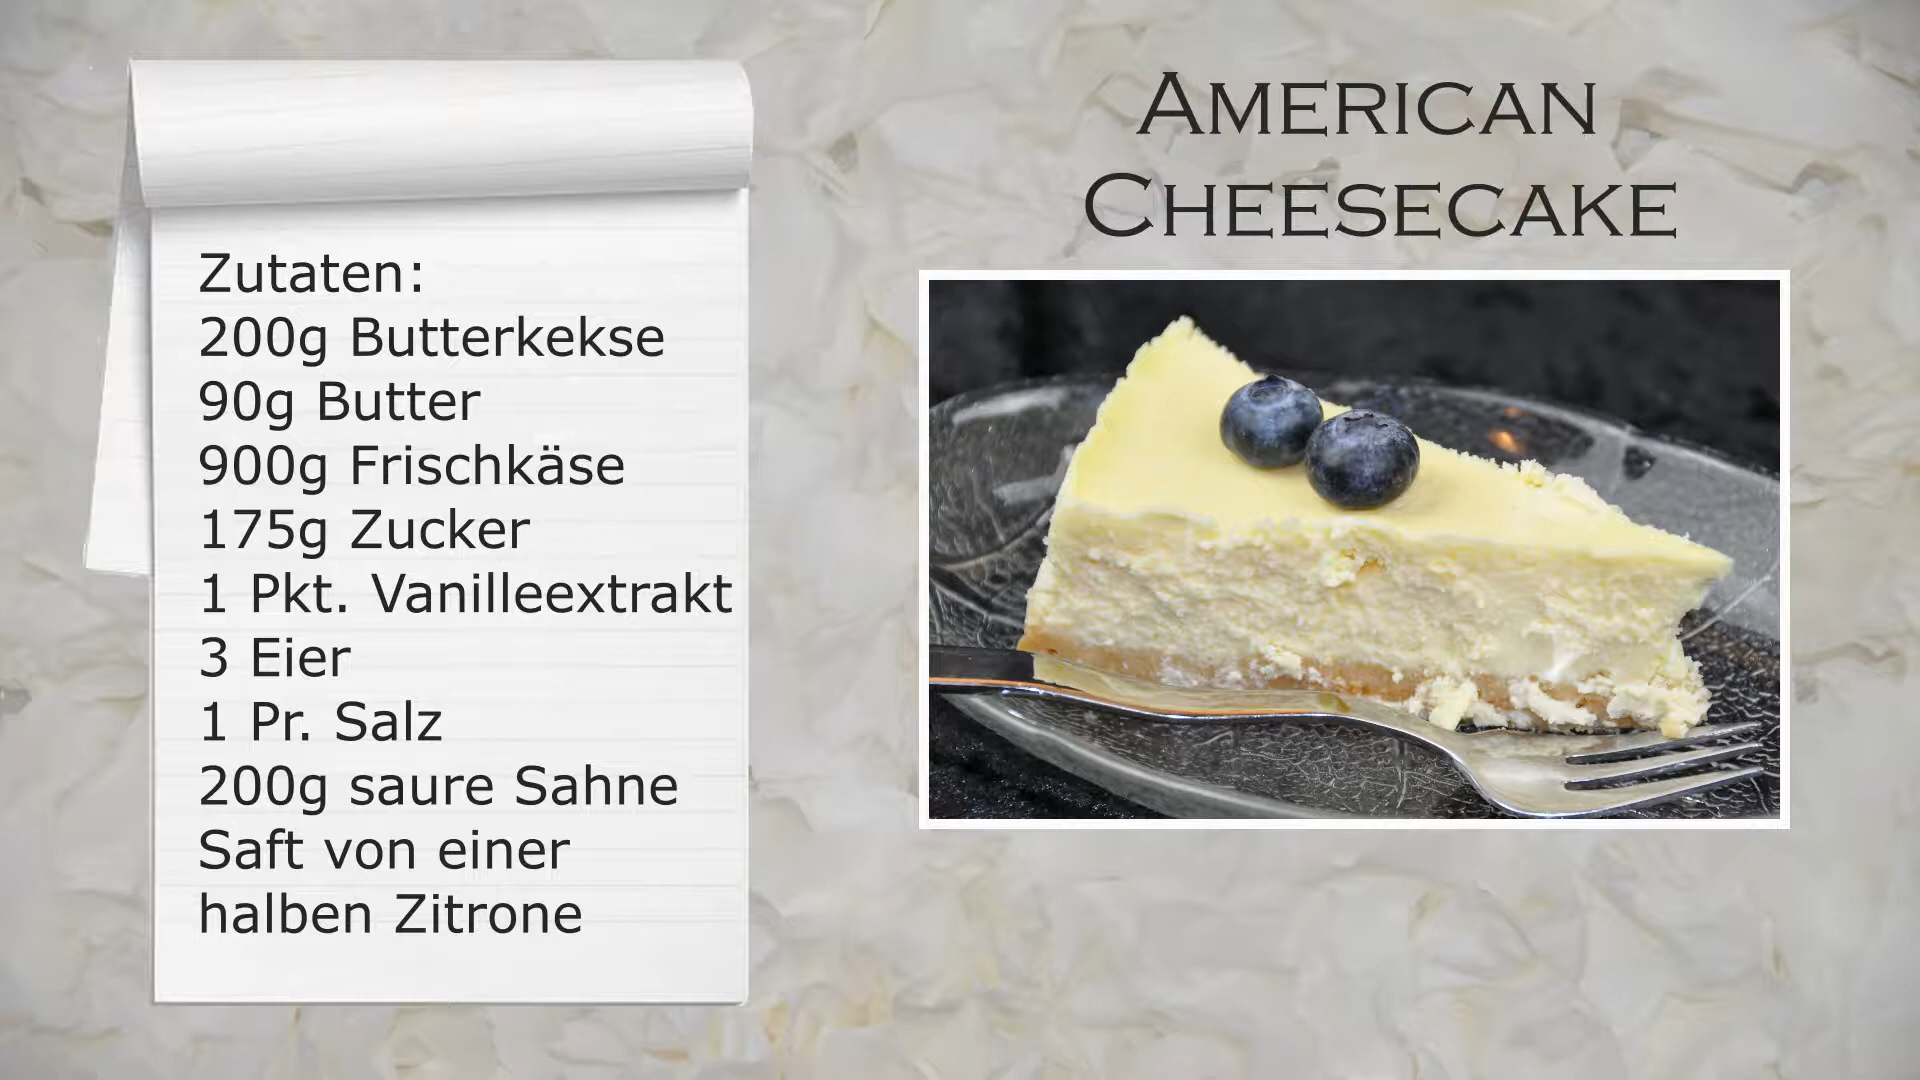 American
Cheesecake
Zutaten:
200g Butterkekse
90g Butter
900g Frischkäse
175g Zucker
1 Pkt. Vanilleextrakt
3 Eier
1 Pr. Salz
200g saure Sahne
Saft von einer
halben Zitrone